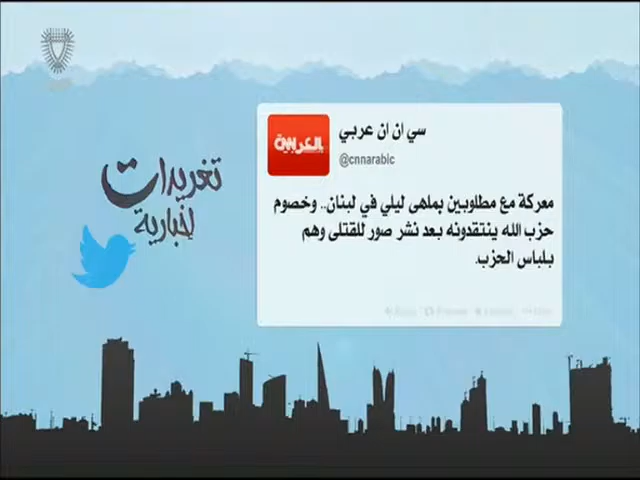 تغريدات
إخبارية
العربية
سي ان ان عربي
@cnnarabic
معركة مع مطلوبين بملهى ليلي في لبنان.. وخصوم
حزب الله ينتقدونه بعد نشر صور للقتلى وهم
بلباس الحزب.